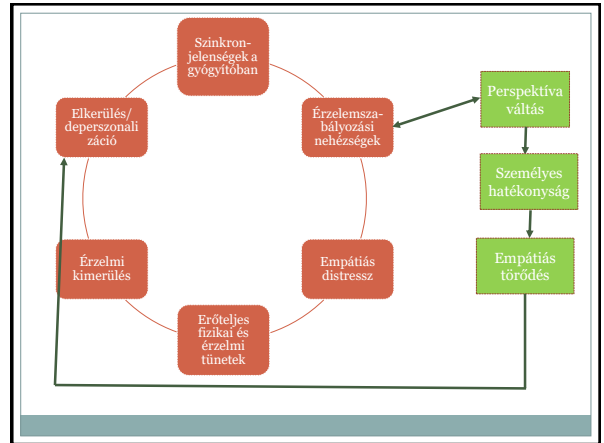 Szinkron-
jelenségek a
gyógyítóban
Érzelemsza-
bályozási
nehézségek
Empátiás
distressz
Erőteljes
fizikai és
érzelmi
tünetek
Érzelmi
kimerülés
Elkerülés/
deperszonali
záció
Perspektíva
váltás
Személyes
hatékonyság
Empátiás
törődés